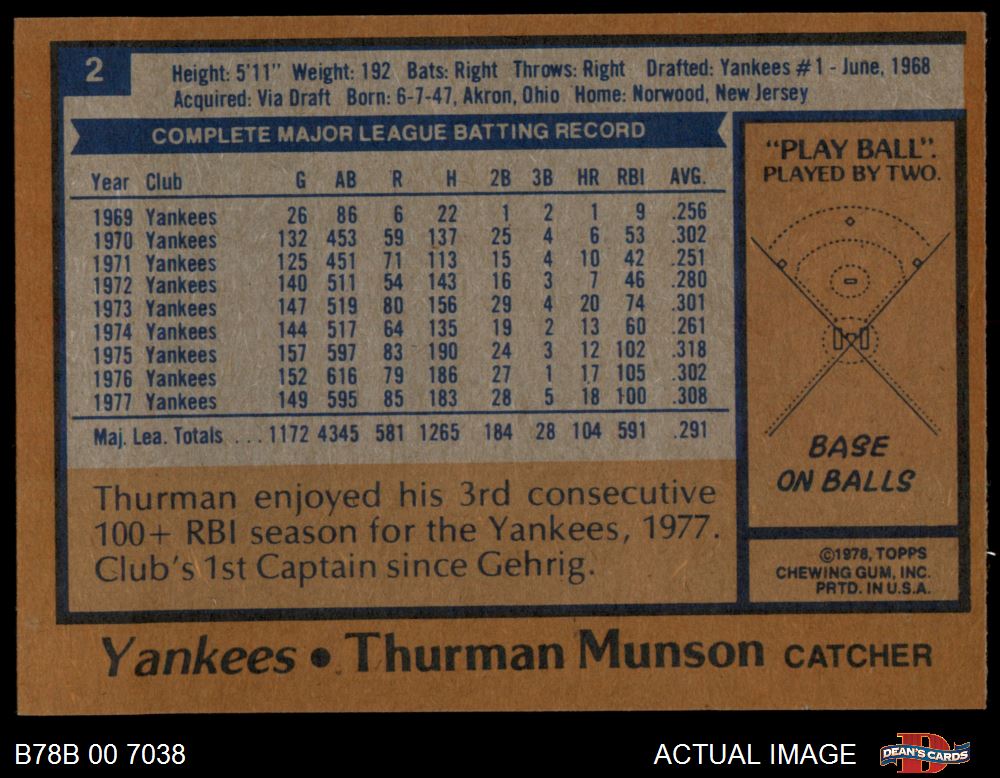 2
Height: 5'11" Weight: 192 Bats: Right Throws: Right Drafted: Yankees #1 - June, 1968
Acquired: Via Draft Born: 6-7-47, Akron, Ohio Home: Norwood, New Jersey
COMPLETE MAJOR LEAGUE BATTING RECORD
Year Club G AB R H 2B 3B HR RBI AVG.
1969 Yankees 26 86 6 22 1 2 1 9 .256
1970 Yankees 132 453 59 137 25 4 6 53 .302
1971 Yankees 125 451 71 113 15 4 10 42 .251
1972 Yankees 140 511 54 143 16 3 7 46 .280
1973 Yankees 147 519 80 156 29 4 20 74 .301
1974 Yankees 144 517 64 135 19 2 13 60 .261
1975 Yankees 157 597 83 190 24 3 12 102 .318
1976 Yankees 152 616 79 186 27 1 17 105 .302
1977 Yankees 149 595 85 183 28 5 18 100 .308
Maj. Lea. Totals ... 1172 4345 581 1265 184 28 104 591 .291
Thurman enjoyed his 3rd consecutive
100+ RBI season for the Yankees, 1977.
Club's 1st Captain since Gehrig.
"PLAY BALL".
PLAYED BY TWO.
BASE
ON BALLS
©1978, TOPPS
CHEWING GUM, INC.
PRTD. IN U.S.A.
Yankees • Thurman Munson CATCHER
B78B 00 7038
ACTUAL IMAGE
D
DEAN'S CARDS